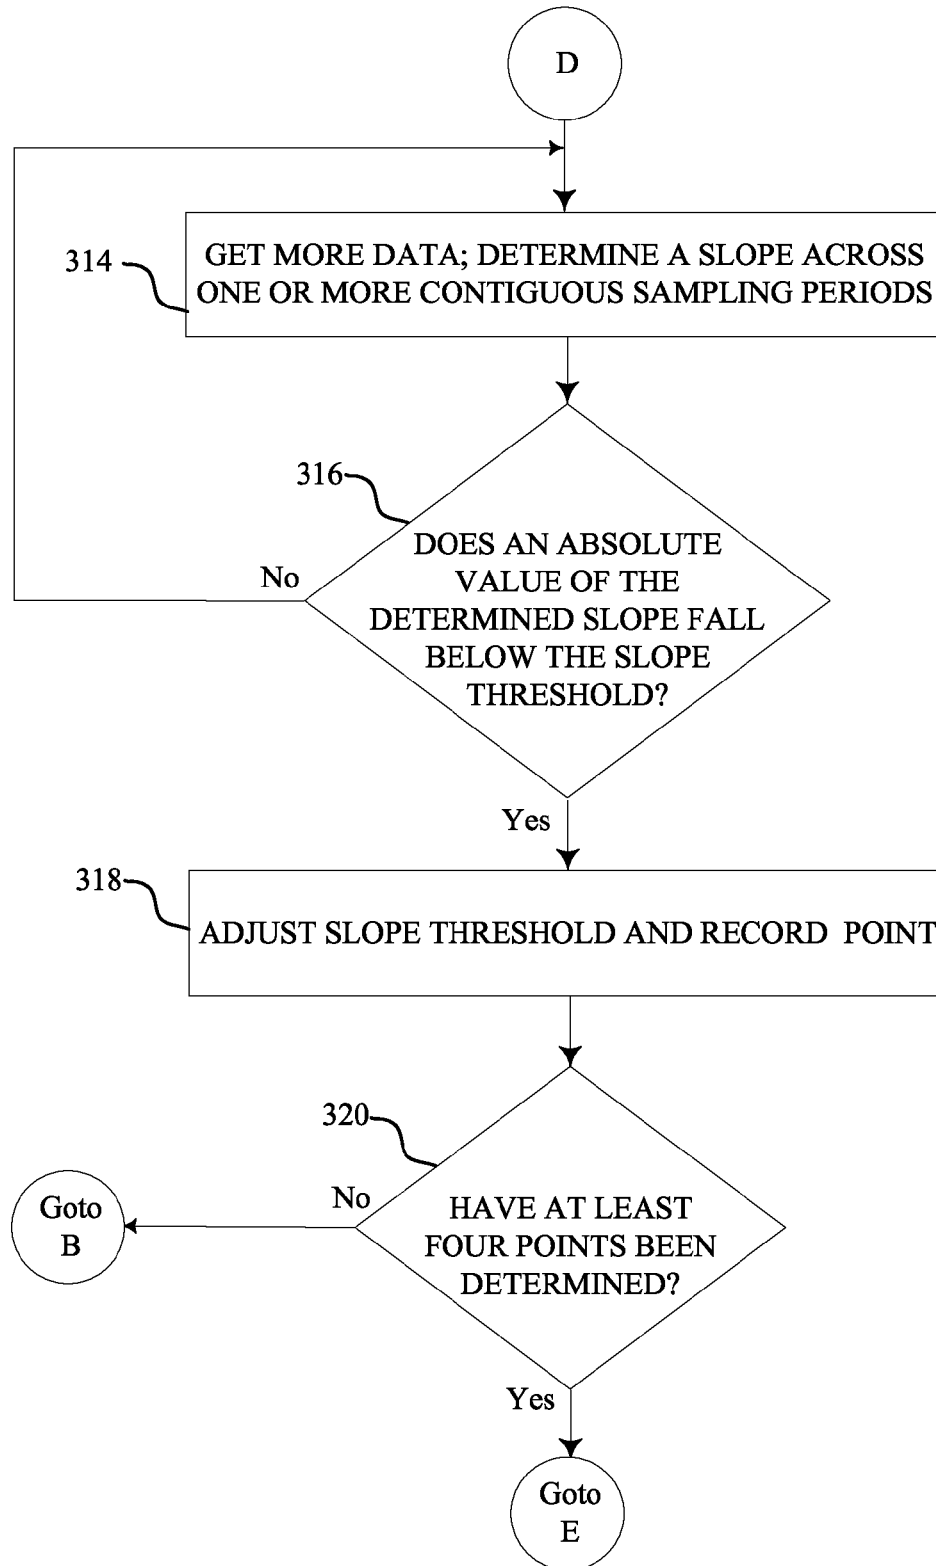 D
314
GET MORE DATA; DETERMINE A SLOPE ACROSS
ONE OR MORE CONTIGUOUS SAMPLING PERIODS
316
DOES AN ABSOLUTE
VALUE OF THE
DETERMINED SLOPE FALL
BELOW THE SLOPE
THRESHOLD?
No
Yes
318
ADJUST SLOPE THRESHOLD AND RECORD POINT
320
HAVE AT LEAST
FOUR POINTS BEEN
DETERMINED?
No
Goto
B
Yes
Goto
E